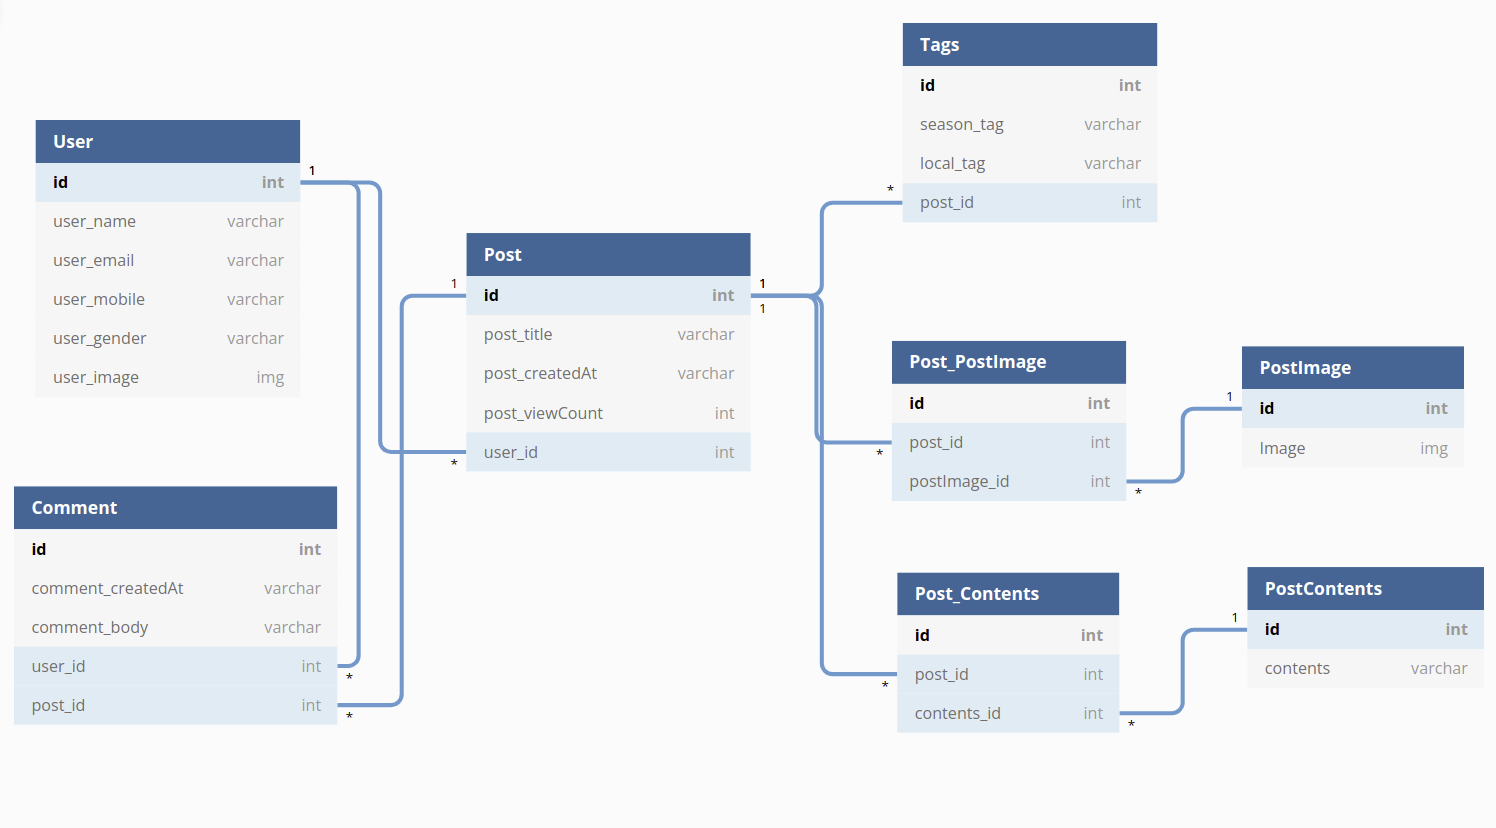 User
1
id int
user_name varchar
user_email varchar
user_mobile varchar
user_gender varchar
user_image img
Comment
id int
comment_createdAt varchar
comment_body varchar
user_id int
*
post_id int
*
Post
1
1
id int
1
post_title varchar
post_createdAt varchar
post_viewCount int
user_id int
*
Tags
id int
season_tag varchar
local_tag varchar
*
post_id int
Post_PostImage
id int
post_id int
*
postImage_id int
*
PostImage
1
id int
Image img
Post_Contents
id int
post_id int
*
contents_id int
*
PostContents
1
id int
contents varchar